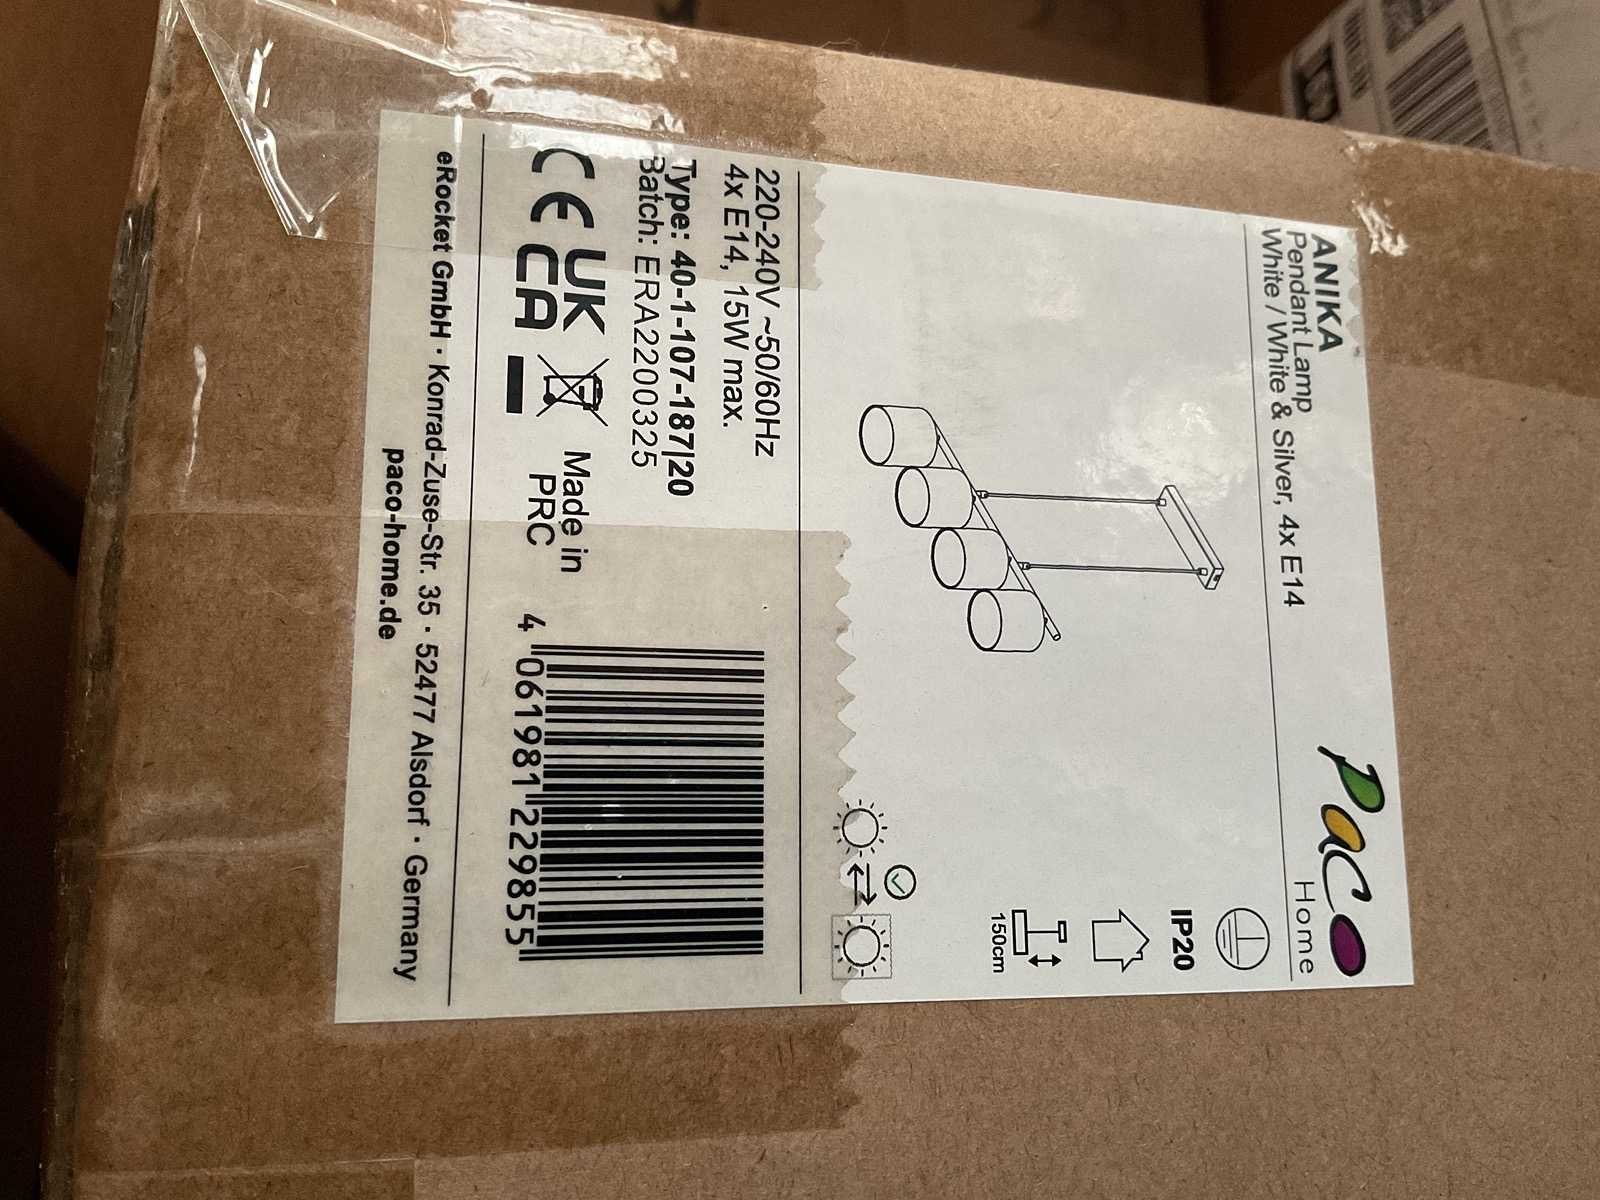 ANIKA
Pendant Lamp
White / White & Silver, 4x E14
Paco
Home
IP20
150cm
220-240V ~50/60Hz
4x E14, 15W max.
Type: 40-1-107-187|20
Batch: ERA2200325
CE UK CA
Made in
PRC
4 061981 229855
eRocket GmbH · Konrad-Zuse-Str. 35 · 52477 Alsdorf · Germany
paco-home.de